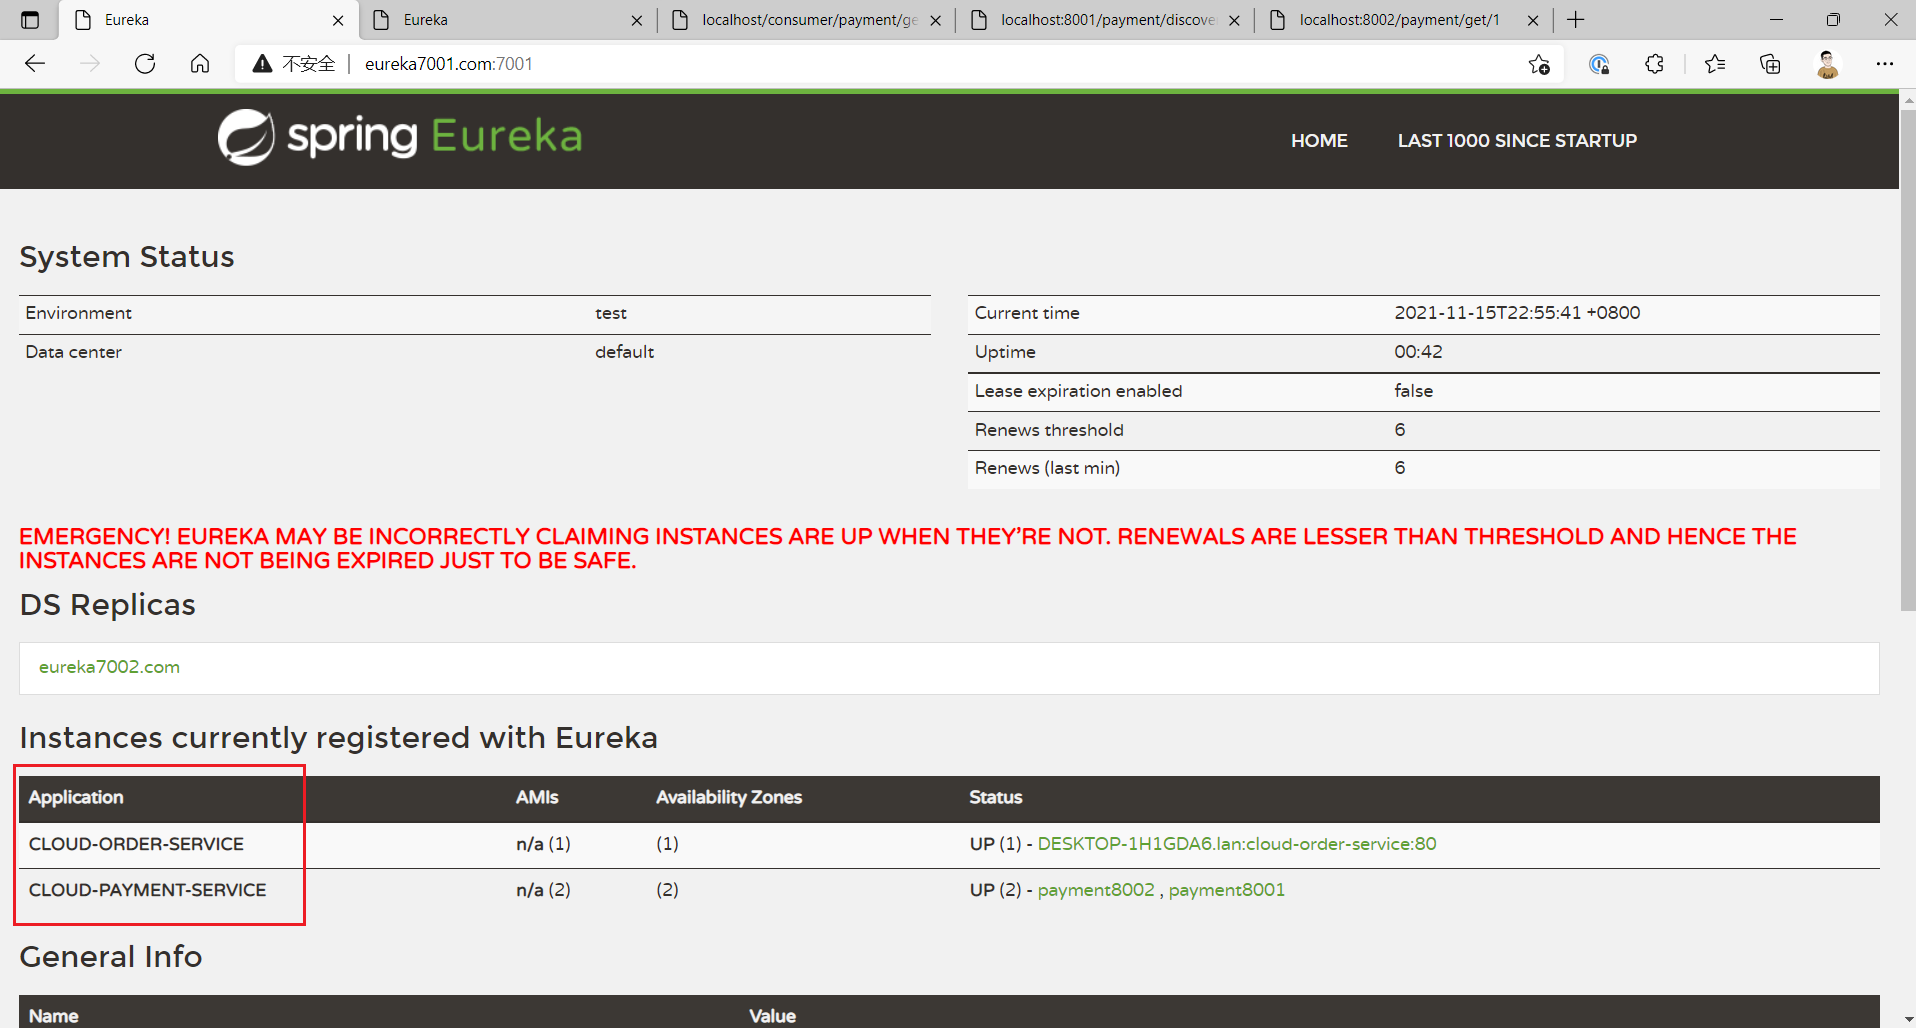 Eureka
Eureka
localhost/consumer/payment/ge
localhost:8001/payment/discove
localhost:8002/payment/get/1
不安全
eureka7001.com:7001
spring Eureka
HOME
LAST 1000 SINCE STARTUP
System Status
Environment test
Data center default
Current time 2021-11-15T22:55:41 +0800
Uptime 00:42
Lease expiration enabled false
Renews threshold 6
Renews (last min) 6
EMERGENCY! EUREKA MAY BE INCORRECTLY CLAIMING INSTANCES ARE UP WHEN THEY'RE NOT. RENEWALS ARE LESSER THAN THRESHOLD AND HENCE THE
INSTANCES ARE NOT BEING EXPIRED JUST TO BE SAFE.
DS Replicas
eureka7002.com
Instances currently registered with Eureka
Application AMIs Availability Zones Status
CLOUD-ORDER-SERVICE n/a (1) (1) UP (1) - DESKTOP-1H1GDA6.lan:cloud-order-service:80
CLOUD-PAYMENT-SERVICE n/a (2) (2) UP (2) - payment8002 , payment8001
General Info
Name Value